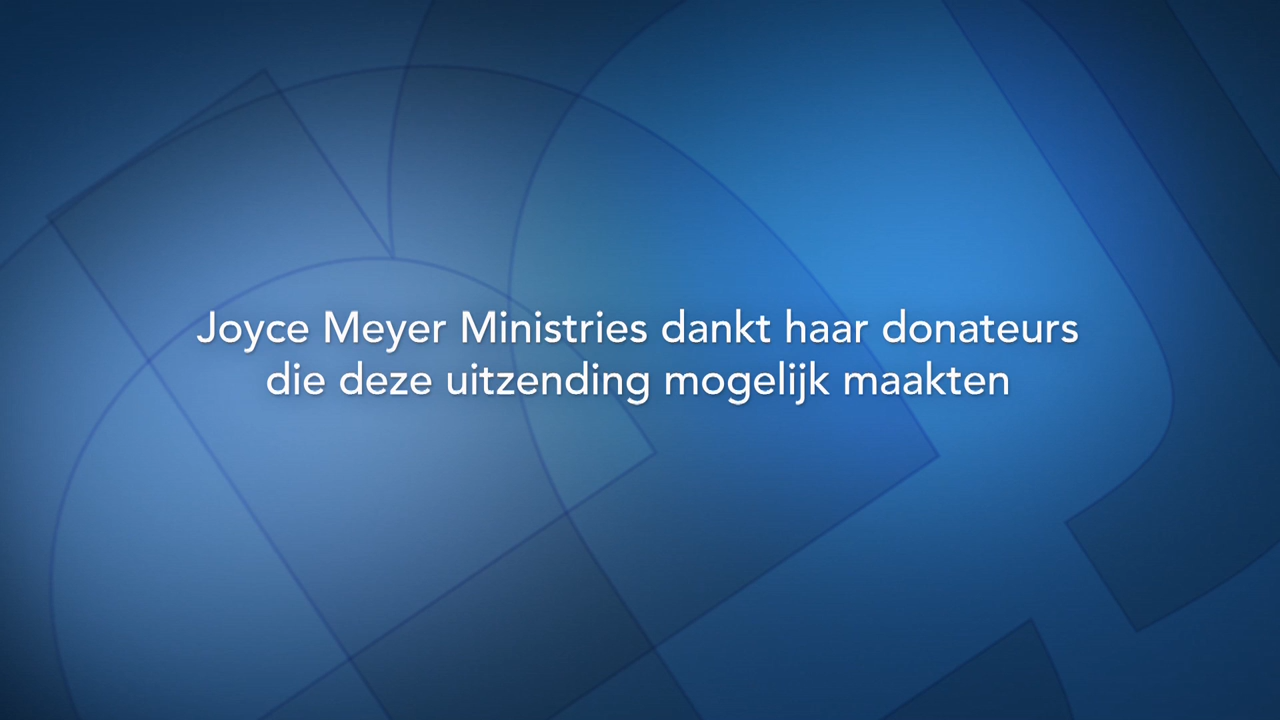 Joyce Meyer Ministries dankt haar donateurs
die deze uitzending mogelijk maakten